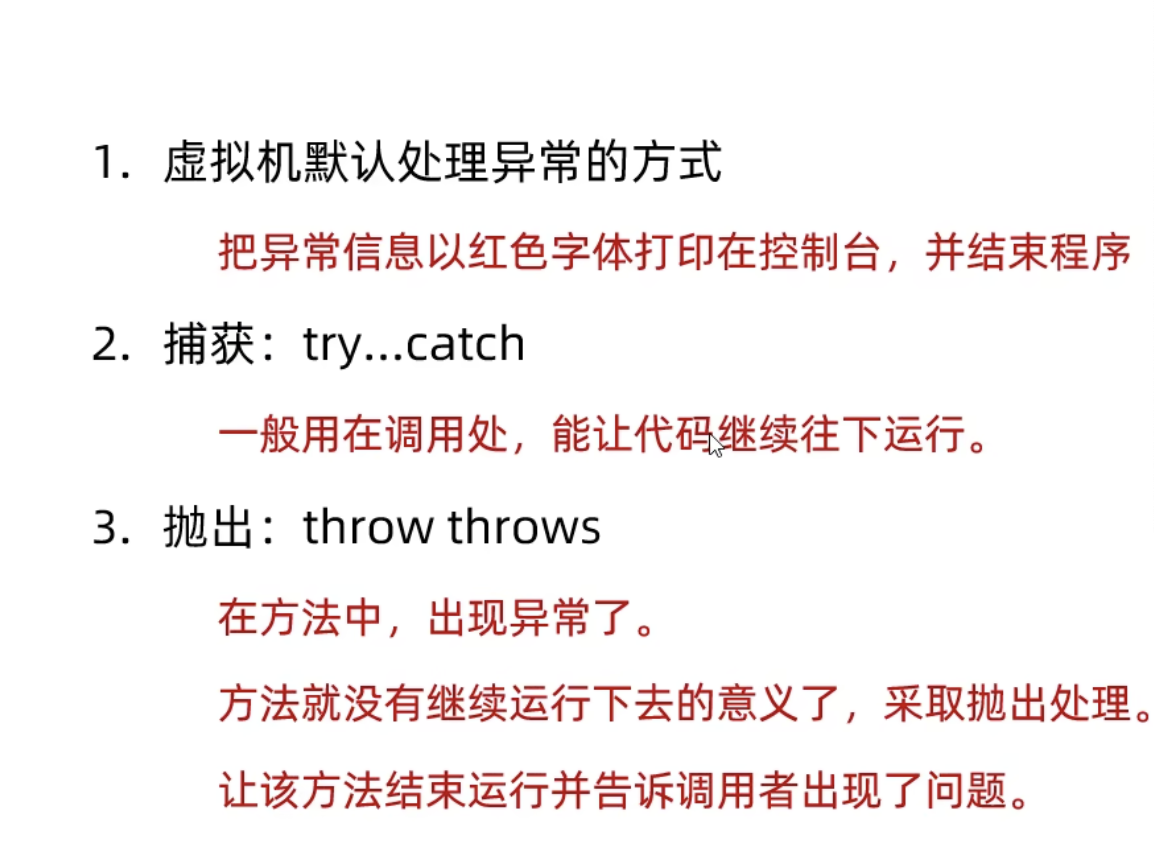 1. 虚拟机默认处理异常的方式
把异常信息以红色字体打印在控制台，并结束程序
2. 捕获：try...catch
一般用在调用处，能让代码继续往下运行。
3. 抛出：throw throws
在方法中，出现异常了。
方法就没有继续运行下去的意义了，采取抛出处理。
让该方法结束运行并告诉调用者出现了问题。